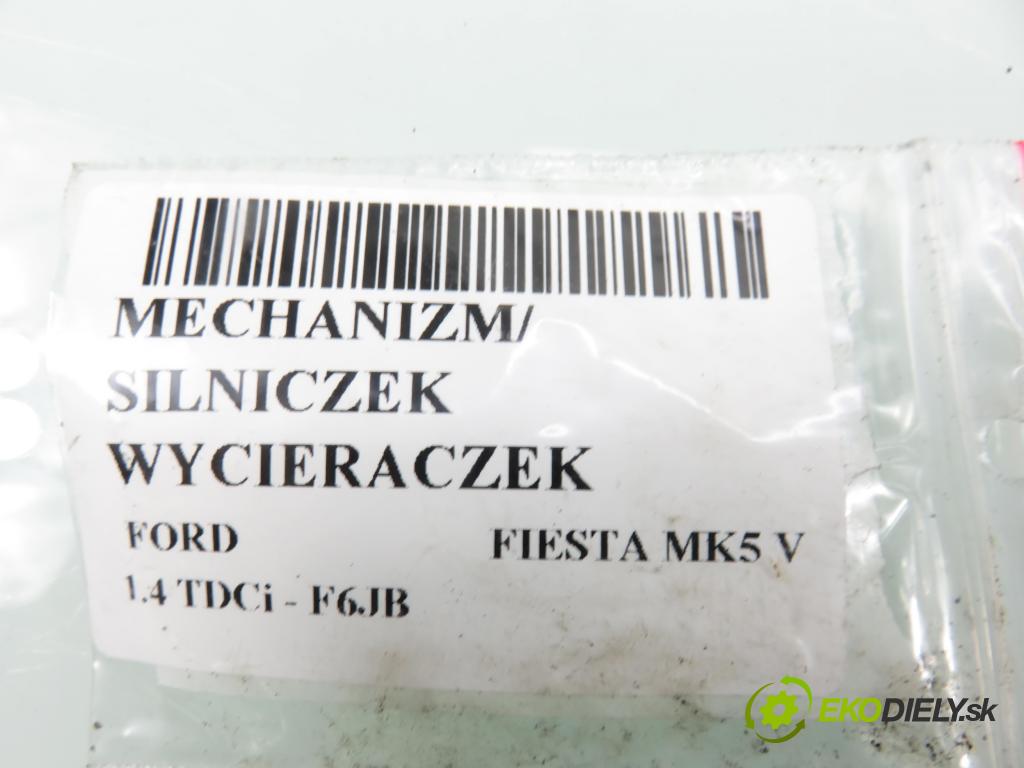 MECHANIZM/
SILNICZEK
WYCIERACZEK
FORD FIESTA MK5 V
1.4 TDCi - F6JB
EKODIELY.sk